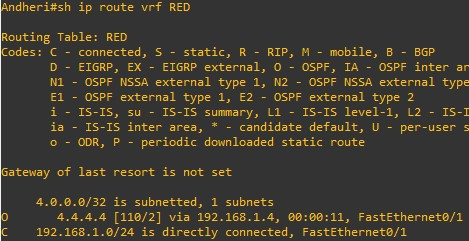 Andheri#sh ip route vrf RED
Routing Table: RED
Codes: C - connected, S - static, R - RIP, M - mobile, B - BGP
D - EIGRP, EX - EIGRP external, O - OSPF, IA - OSPF inter ar
N1 - OSPF NSSA external type 1, N2 - OSPF NSSA external type
E1 - OSPF external type 1, E2 - OSPF external type 2
i - IS-IS, su - IS-IS summary, L1 - IS-IS level-1, L2 - IS-I
ia - IS-IS inter area, * - candidate default, U - per-user s
o - ODR, P - periodic downloaded static route
Gateway of last resort is not set
4.0.0.0/32 is subnetted, 1 subnets
O 4.4.4.4 [110/2] via 192.168.1.4, 00:00:11, FastEthernet0/1
C 192.168.1.0/24 is directly connected, FastEthernet0/1